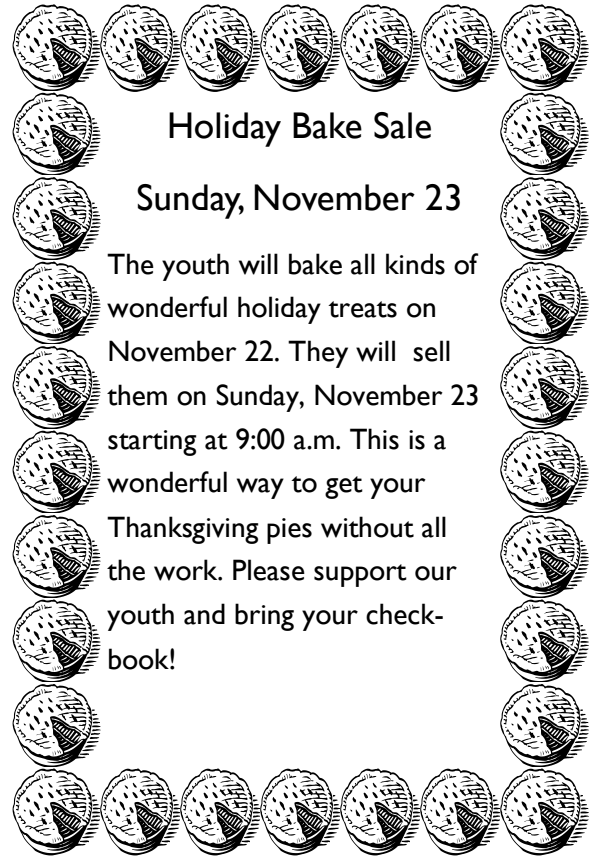 Holiday Bake Sale
Sunday, November 23
The youth will bake all kinds of
wonderful holiday treats on
November 22. They will  sell
them on Sunday, November 23
starting at 9:00 a.m. This is a
wonderful way to get your
Thanksgiving pies without all
the work. Please support our
youth and bring your check-
book!